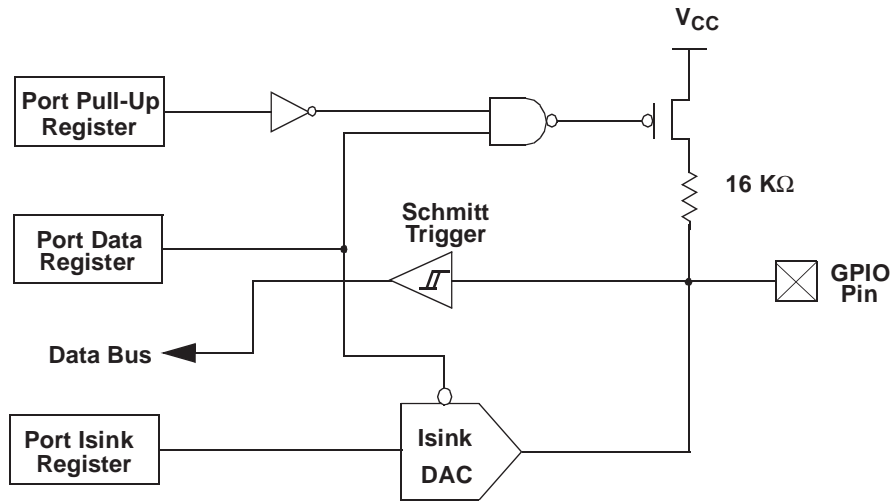 VCC
Port Pull-Up
Register
16 KΩ
Schmitt
Trigger
Port Data
Register
GPIO
Pin
Data Bus
Port Isink
Register
Isink
DAC